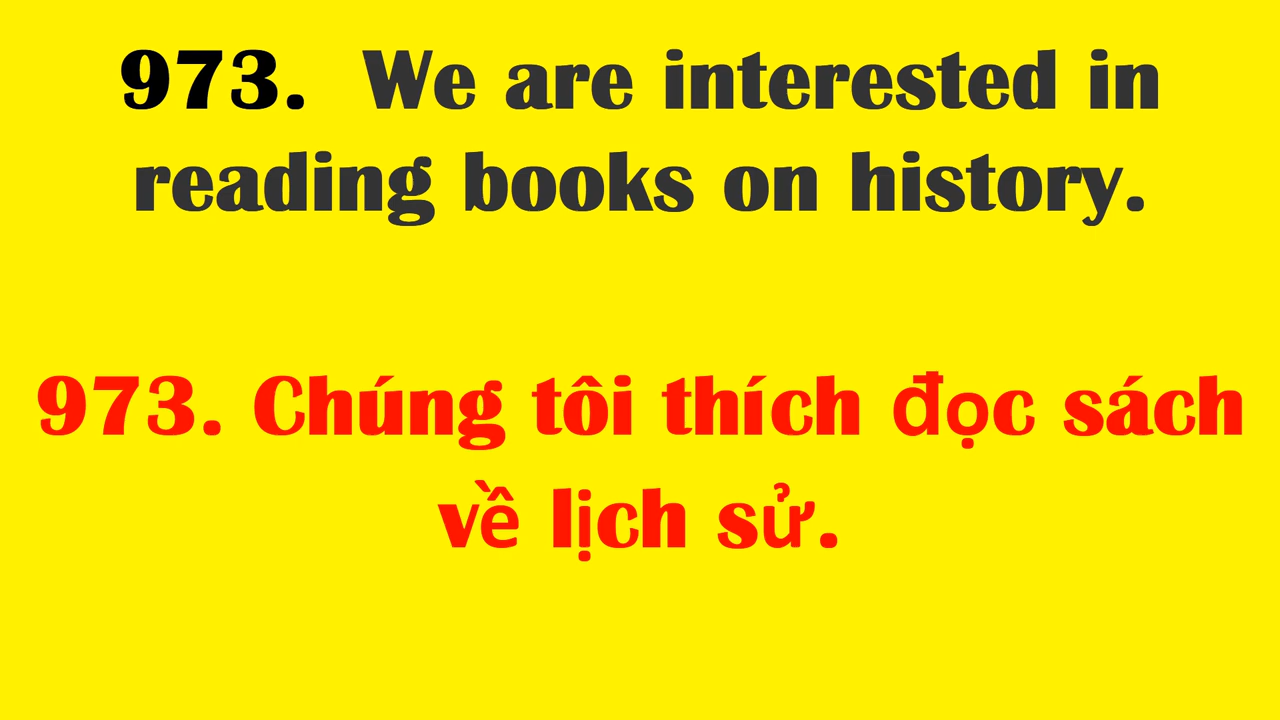 973. We are interested in
reading books on history.
973. Chúng tôi thích đọc sách
về lịch sử.